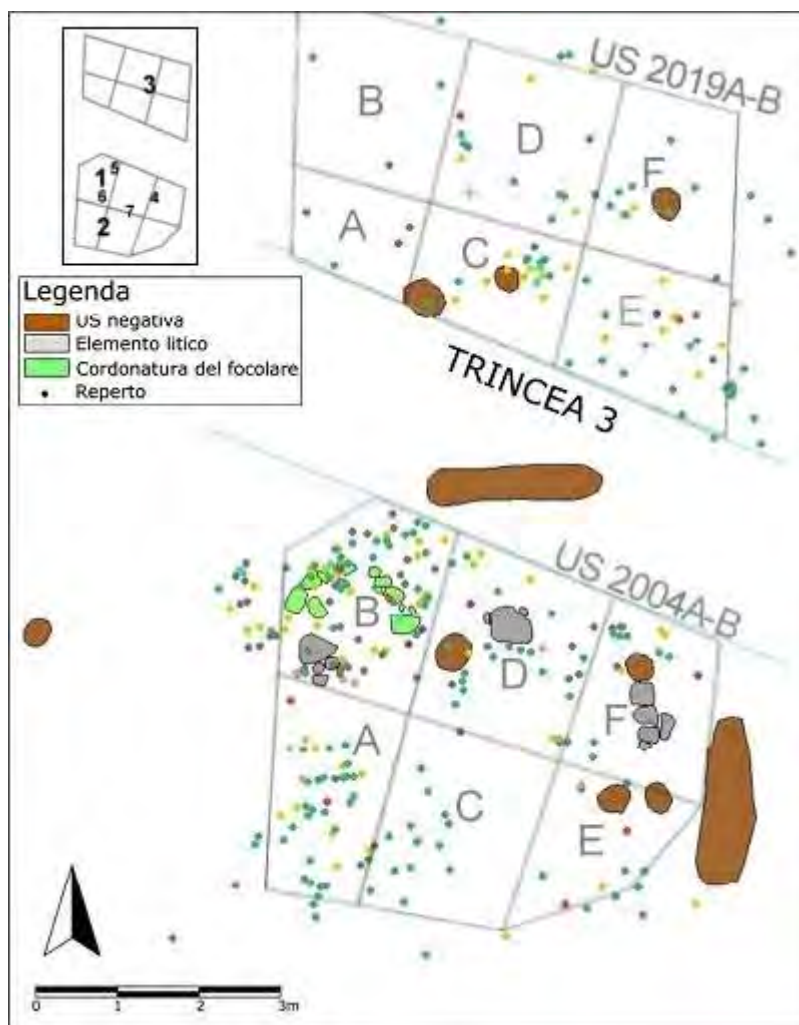 3
1
5
6
4
7
2
US 2019A-B
B
D
F
A
C
E
TRINCEA 3
Legenda
US negativa
Elemento litico
Cordonatura del focolare
Reperto
US 2004A-B
B
D
F
A
C
E
0 1 2 3m